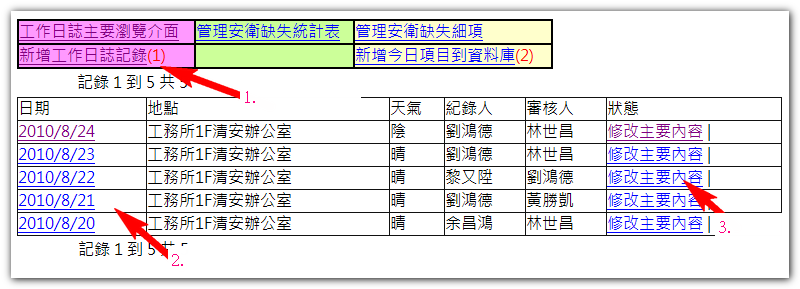 工作日誌主要瀏覽介面 管理安衛缺失統計表 管理安衛缺失細項
新增工作日誌記錄(1) 新增今日項目到資料庫(2)
記錄 1 到 5 共 5
1.
日期 地點 天氣 紀錄人 審核人 狀態
2010/8/24 工務所1F清安辦公室 陰 劉鴻德 林世昌 修改主要內容 |
2010/8/23 工務所1F清安辦公室 晴 劉鴻德 林世昌 修改主要內容 |
2010/8/22 工務所1F清安辦公室 晴 黎又陞 劉鴻德 修改主要內容 |
2010/8/21 工務所1F清安辦公室 晴 劉鴻德 黃勝凱 修改主要內容
2010/8/20 工務所1F清安辦公室 晴 余昌鴻 林世昌 修改主要內容 | 3.
記錄 1 到 5 共 5
2.